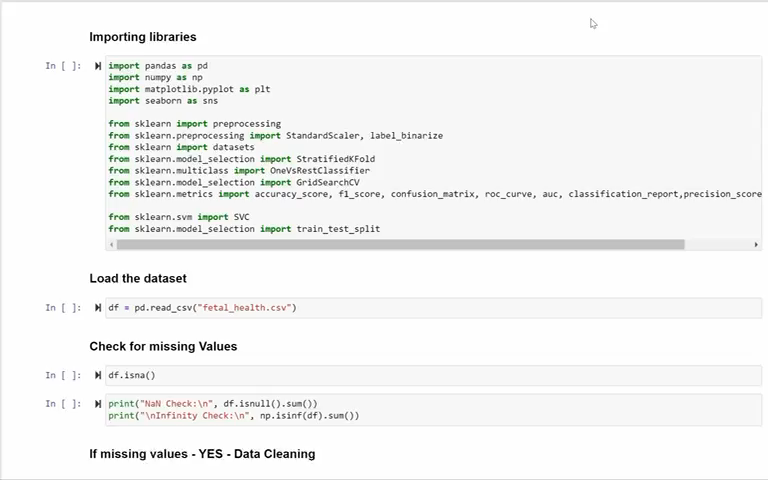 Importing libraries
In [ ]:
import pandas as pd
import numpy as np
import matplotlib.pyplot as plt
import seaborn as sns
from sklearn import preprocessing
from sklearn.preprocessing import StandardScaler, label_binarize
from sklearn import datasets
from sklearn.model_selection import StratifiedKFold
from sklearn.multiclass import OneVsRestClassifier
from sklearn.model_selection import GridSearchCV
from sklearn.metrics import accuracy_score, f1_score, confusion_matrix, roc_curve, auc, classification_report,precision_score
from sklearn.svm import SVC
from sklearn.model_selection import train_test_split
Load the dataset
In [ ]: df = pd.read_csv("fetal_health.csv")
Check for missing Values
In [ ]: df.isna()
In [ ]: print("NaN Check:\n", df.isnull().sum())
print("\nInfinity Check:\n", np.isinf(df).sum())
If missing values - YES - Data Cleaning